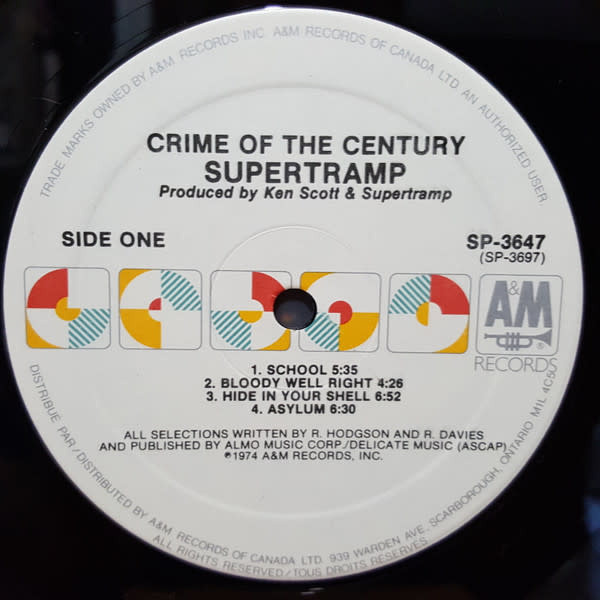 TRADE MARKS OWNED BY A&M RECORDS INC. A&M RECORDS OF CANADA LTD. AN AUTHORIZED USER.
CRIME OF THE CENTURY
SUPERTRAMP
Produced by Ken Scott & Supertramp
SIDE ONE
SP-3647
(SP-3697)
A&M
®
RECORDS
1. SCHOOL 5:35
2. BLOODY WELL RIGHT 4:26
3. HIDE IN YOUR SHELL 6:52
4. ASYLUM 6:30
ALL SELECTIONS WRITTEN BY R. HODGSON AND R. DAVIES
AND PUBLISHED BY ALMO MUSIC CORP./DELICATE MUSIC (ASCAP)
℗1974 A&M RECORDS, INC.
DISTRIBUE PAR / DISTRIBUTED BY A&M RECORDS OF CANADA LTD. 939 WARDEN AVE. SCARBOROUGH, ONTARIO M1L 4C5
ALL RIGHTS RESERVED / TOUS DROITS RESERVÉS